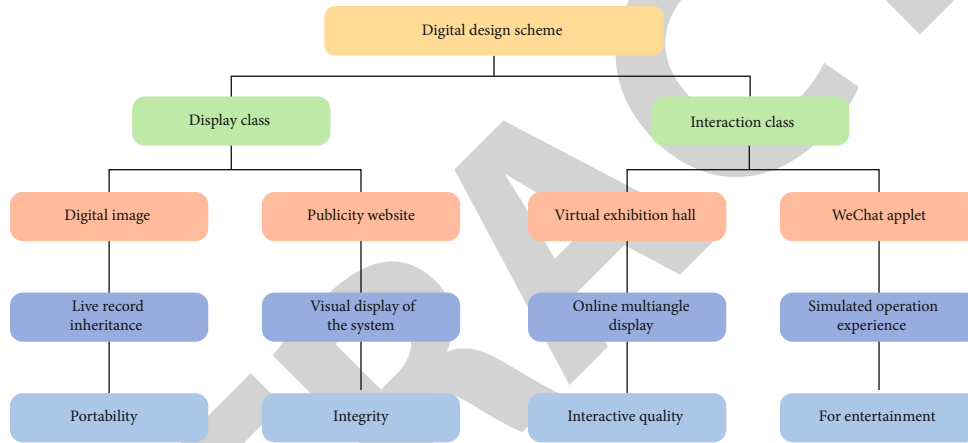 Digital design scheme
Display class
Interaction class
Digital image
Publicity website
Virtual exhibition hall
WeChat applet
Live record
inheritance
Visual display of
the system
Online multiangle
display
Simulated operation
experience
Portability
Integrity
Interactive quality
For entertainment